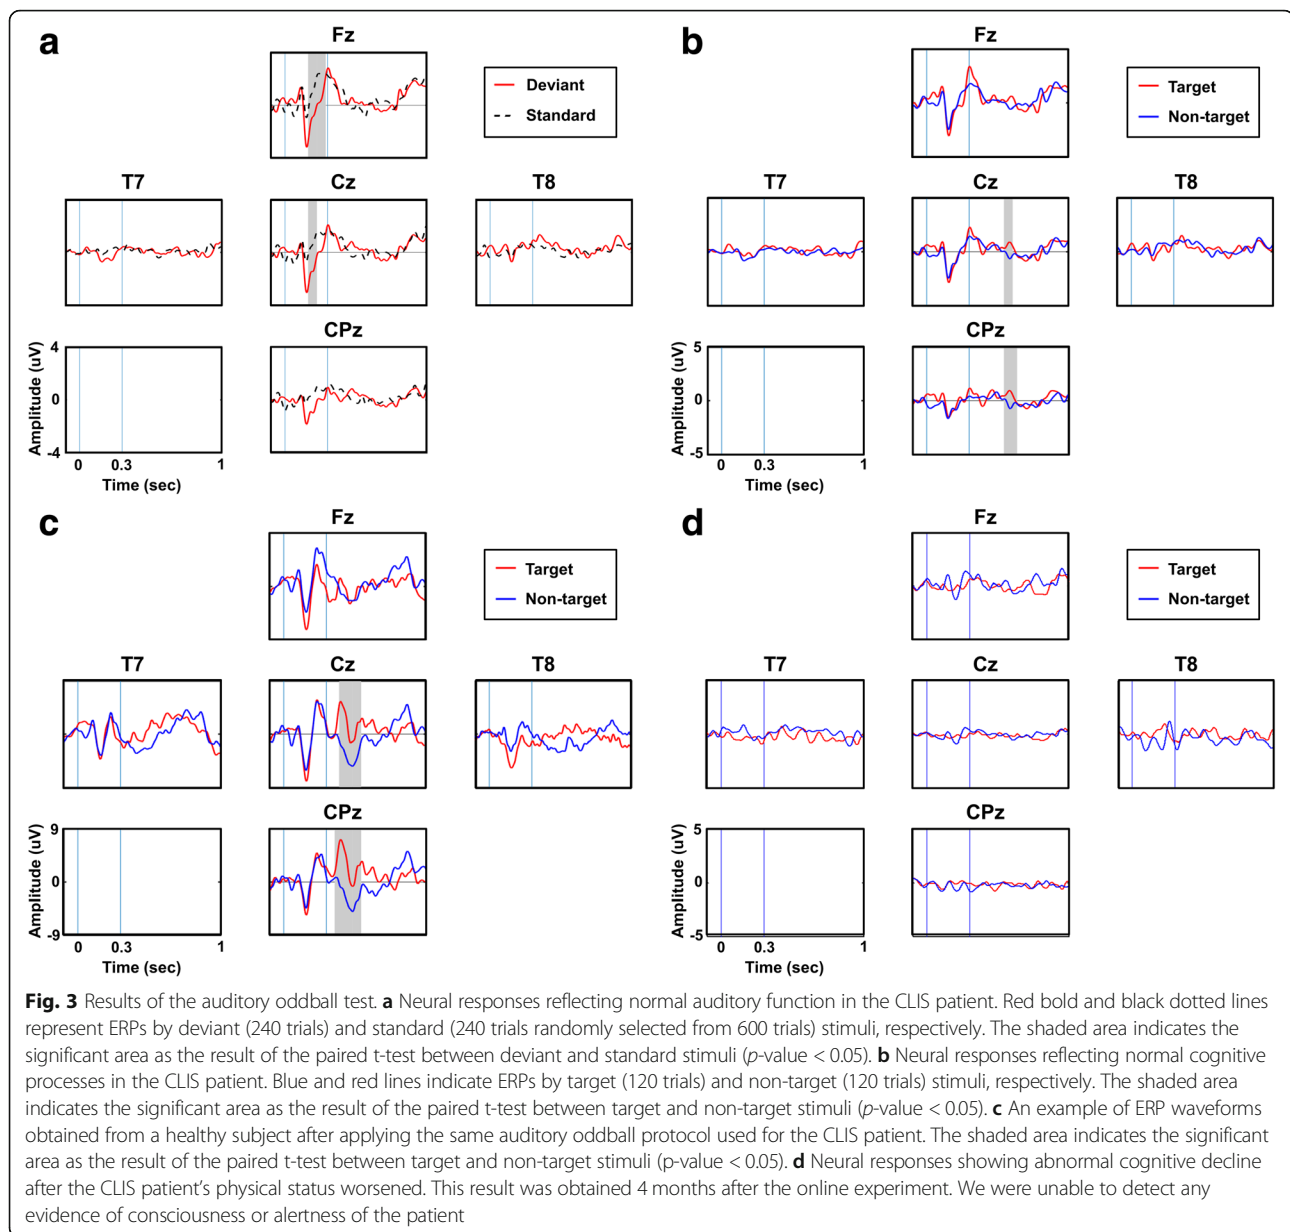 a
Fz
Deviant
Standard
T7
Cz
T8
CPz
Amplitude (uV)
4
0
-4
0
0.3
1
Time (sec)
b
Fz
Target
Non-target
T7
Cz
T8
CPz
Amplitude (uV)
5
0
-5
0
0.3
1
Time (sec)
c
Fz
Target
Non-target
T7
Cz
T8
CPz
Amplitude (uV)
9
0
-9
0
0.3
1
Time (sec)
d
Fz
Target
Non-target
T7
Cz
T8
CPz
Amplitude (uV)
5
0
-5
0
0.3
1
Time (sec)
Fig. 3 Results of the auditory oddball test. a Neural responses reflecting normal auditory function in the CLIS patient. Red bold and black dotted lines
represent ERPs by deviant (240 trials) and standard (240 trials randomly selected from 600 trials) stimuli, respectively. The shaded area indicates the
significant area as the result of the paired t-test between deviant and standard stimuli (p-value < 0.05). b Neural responses reflecting normal cognitive
processes in the CLIS patient. Blue and red lines indicate ERPs by target (120 trials) and non-target (120 trials) stimuli, respectively. The shaded area
indicates the significant area as the result of the paired t-test between target and non-target stimuli (p-value < 0.05). c An example of ERP waveforms
obtained from a healthy subject after applying the same auditory oddball protocol used for the CLIS patient. The shaded area indicates the significant
area as the result of the paired t-test between target and non-target stimuli (p-value < 0.05). d Neural responses showing abnormal cognitive decline
after the CLIS patient's physical status worsened. This result was obtained 4 months after the online experiment. We were unable to detect any
evidence of consciousness or alertness of the patient